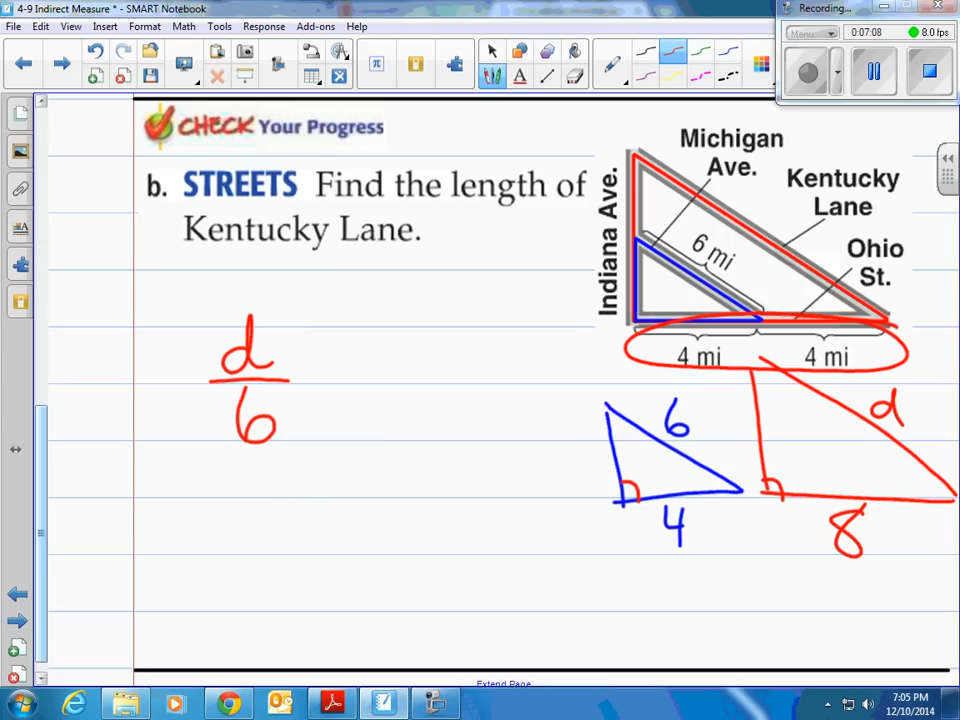 4-9 Indirect Measure * - SMART Notebook
Recording...
File Edit View Insert Format Math Tools Response Add-ons Help
Menu
0:07:08
8.0 fps
CHECK Your Progress
b. STREETS Find the length of
Kentucky Lane.
Michigan
Ave.
Kentucky
Lane
Ohio
St.
Indiana Ave.
6 mi
4 mi
4 mi
d
6
6
4
d
8
Extend Page
7:05 PM
12/10/2014